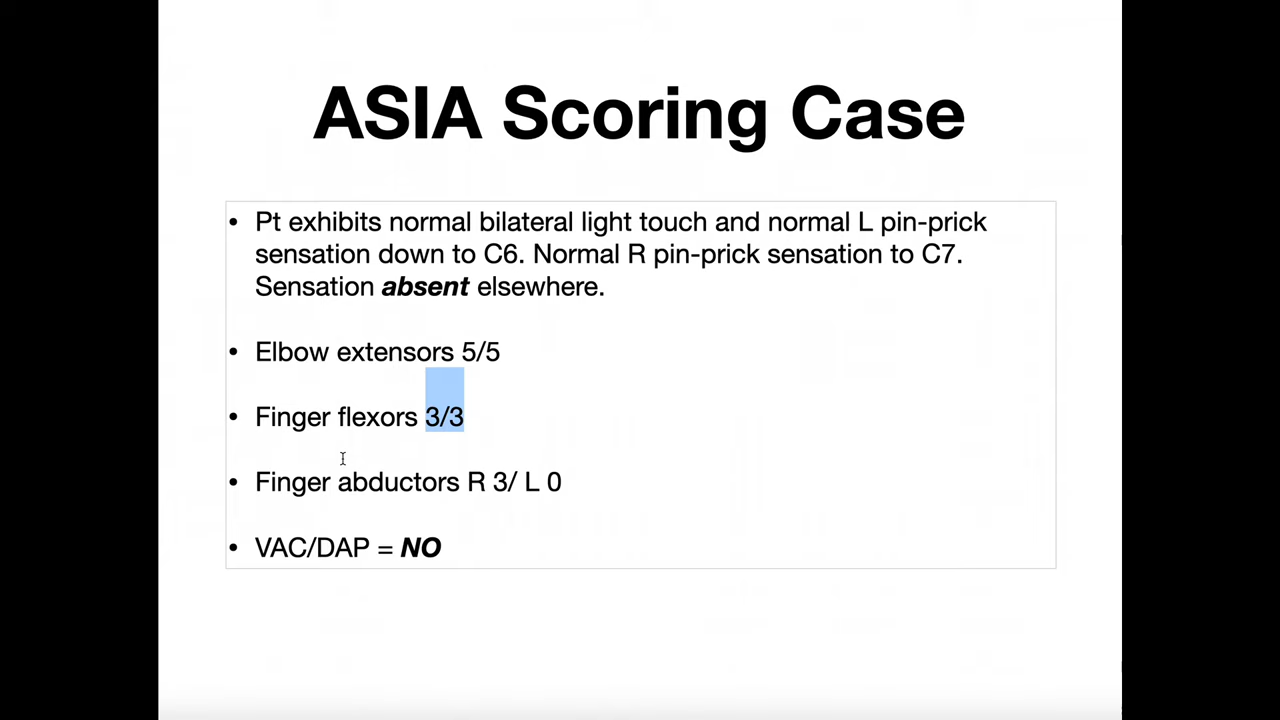 ASIA Scoring Case
• Pt exhibits normal bilateral light touch and normal L pin-prick
sensation down to C6. Normal R pin-prick sensation to C7.
Sensation absent elsewhere.
• Elbow extensors 5/5
• Finger flexors 3/3
• Finger abductors R 3/ L 0
• VAC/DAP = NO